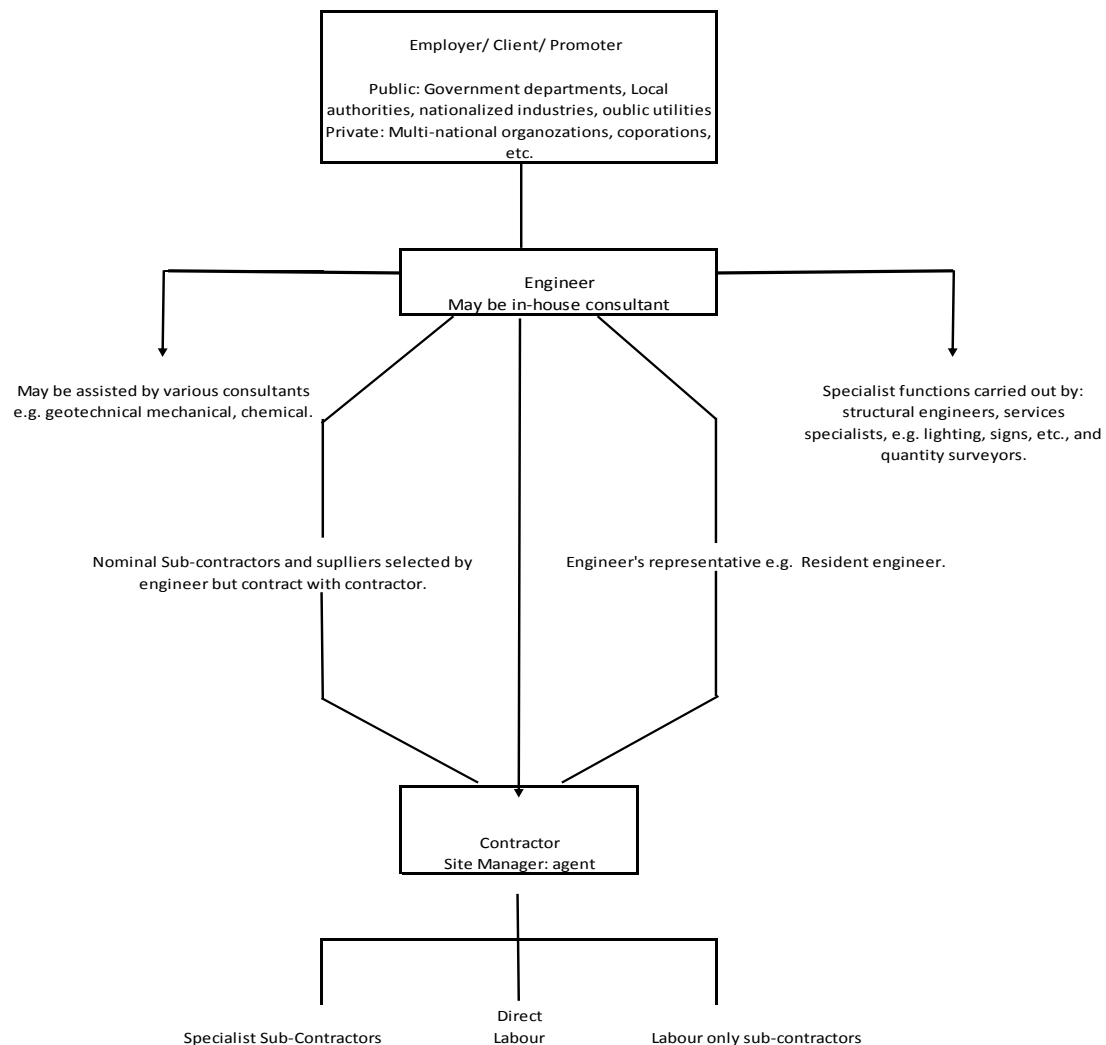 Employer/ Client/ Promoter
Public: Government departments, Local
authorities, nationalized industries, oublic utilities
Private: Multi-national organozations, coporations,
etc.
Engineer
May be in-house consultant
May be assisted by various consultants
e.g. geotechnical mechanical, chemical.
Specialist functions carried out by:
structural engineers, services
specialists, e.g. lighting, signs, etc., and
quantity surveyors.
Nominal Sub-contractors and suplliers selected by
engineer but contract with contractor.
Engineer's representative e.g. Resident engineer.
Contractor
Site Manager: agent
Specialist Sub-Contractors
Direct
Labour
Labour only sub-contractors